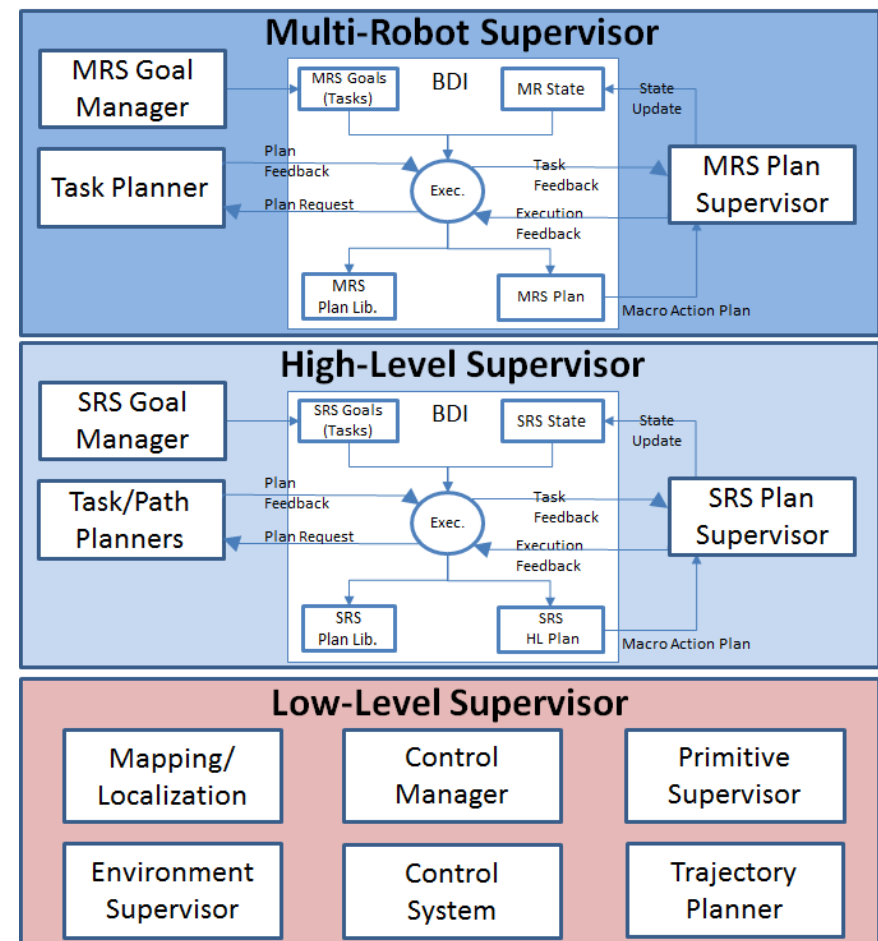 Multi-Robot Supervisor
MRS Goal
Manager
MRS Goals
(Tasks)
BDI
MR State
State
Update
Task Planner
Plan
Feedback
Plan Request
Exec.
Task
Feedback
Execution
Feedback
MRS Plan
Supervisor
MRS
Plan Lib.
MRS Plan
Macro Action Plan
High-Level Supervisor
SRS Goal
Manager
SRS Goals
(Tasks)
BDI
SRS State
State
Update
Task/Path
Planners
Plan
Feedback
Plan Request
Exec.
Task
Feedback
Execution
Feedback
SRS Plan
Supervisor
SRS
Plan Lib.
SRS
HL Plan
Macro Action Plan
Low-Level Supervisor
Mapping/
Localization
Control
Manager
Primitive
Supervisor
Environment
Supervisor
Control
System
Trajectory
Planner